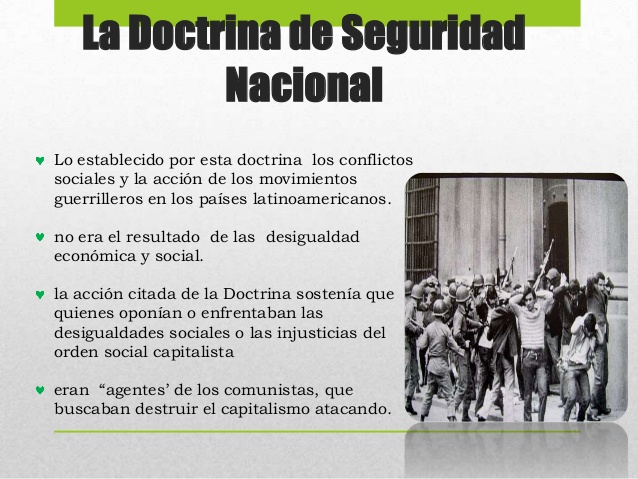 La Doctrina de Seguridad
Nacional
Lo establecido por esta doctrina  los conflictos
sociales y la acción de los movimientos
guerrilleros en los países latinoamericanos.
no era el resultado  de las  desigualdad
económica y social.
la acción citada de la Doctrina sostenía que
quienes oponían o enfrentaban las
desigualdades sociales o las injusticias del
orden social capitalista
eran  “agentes’ de los comunistas, que
buscaban destruir el capitalismo atacando.